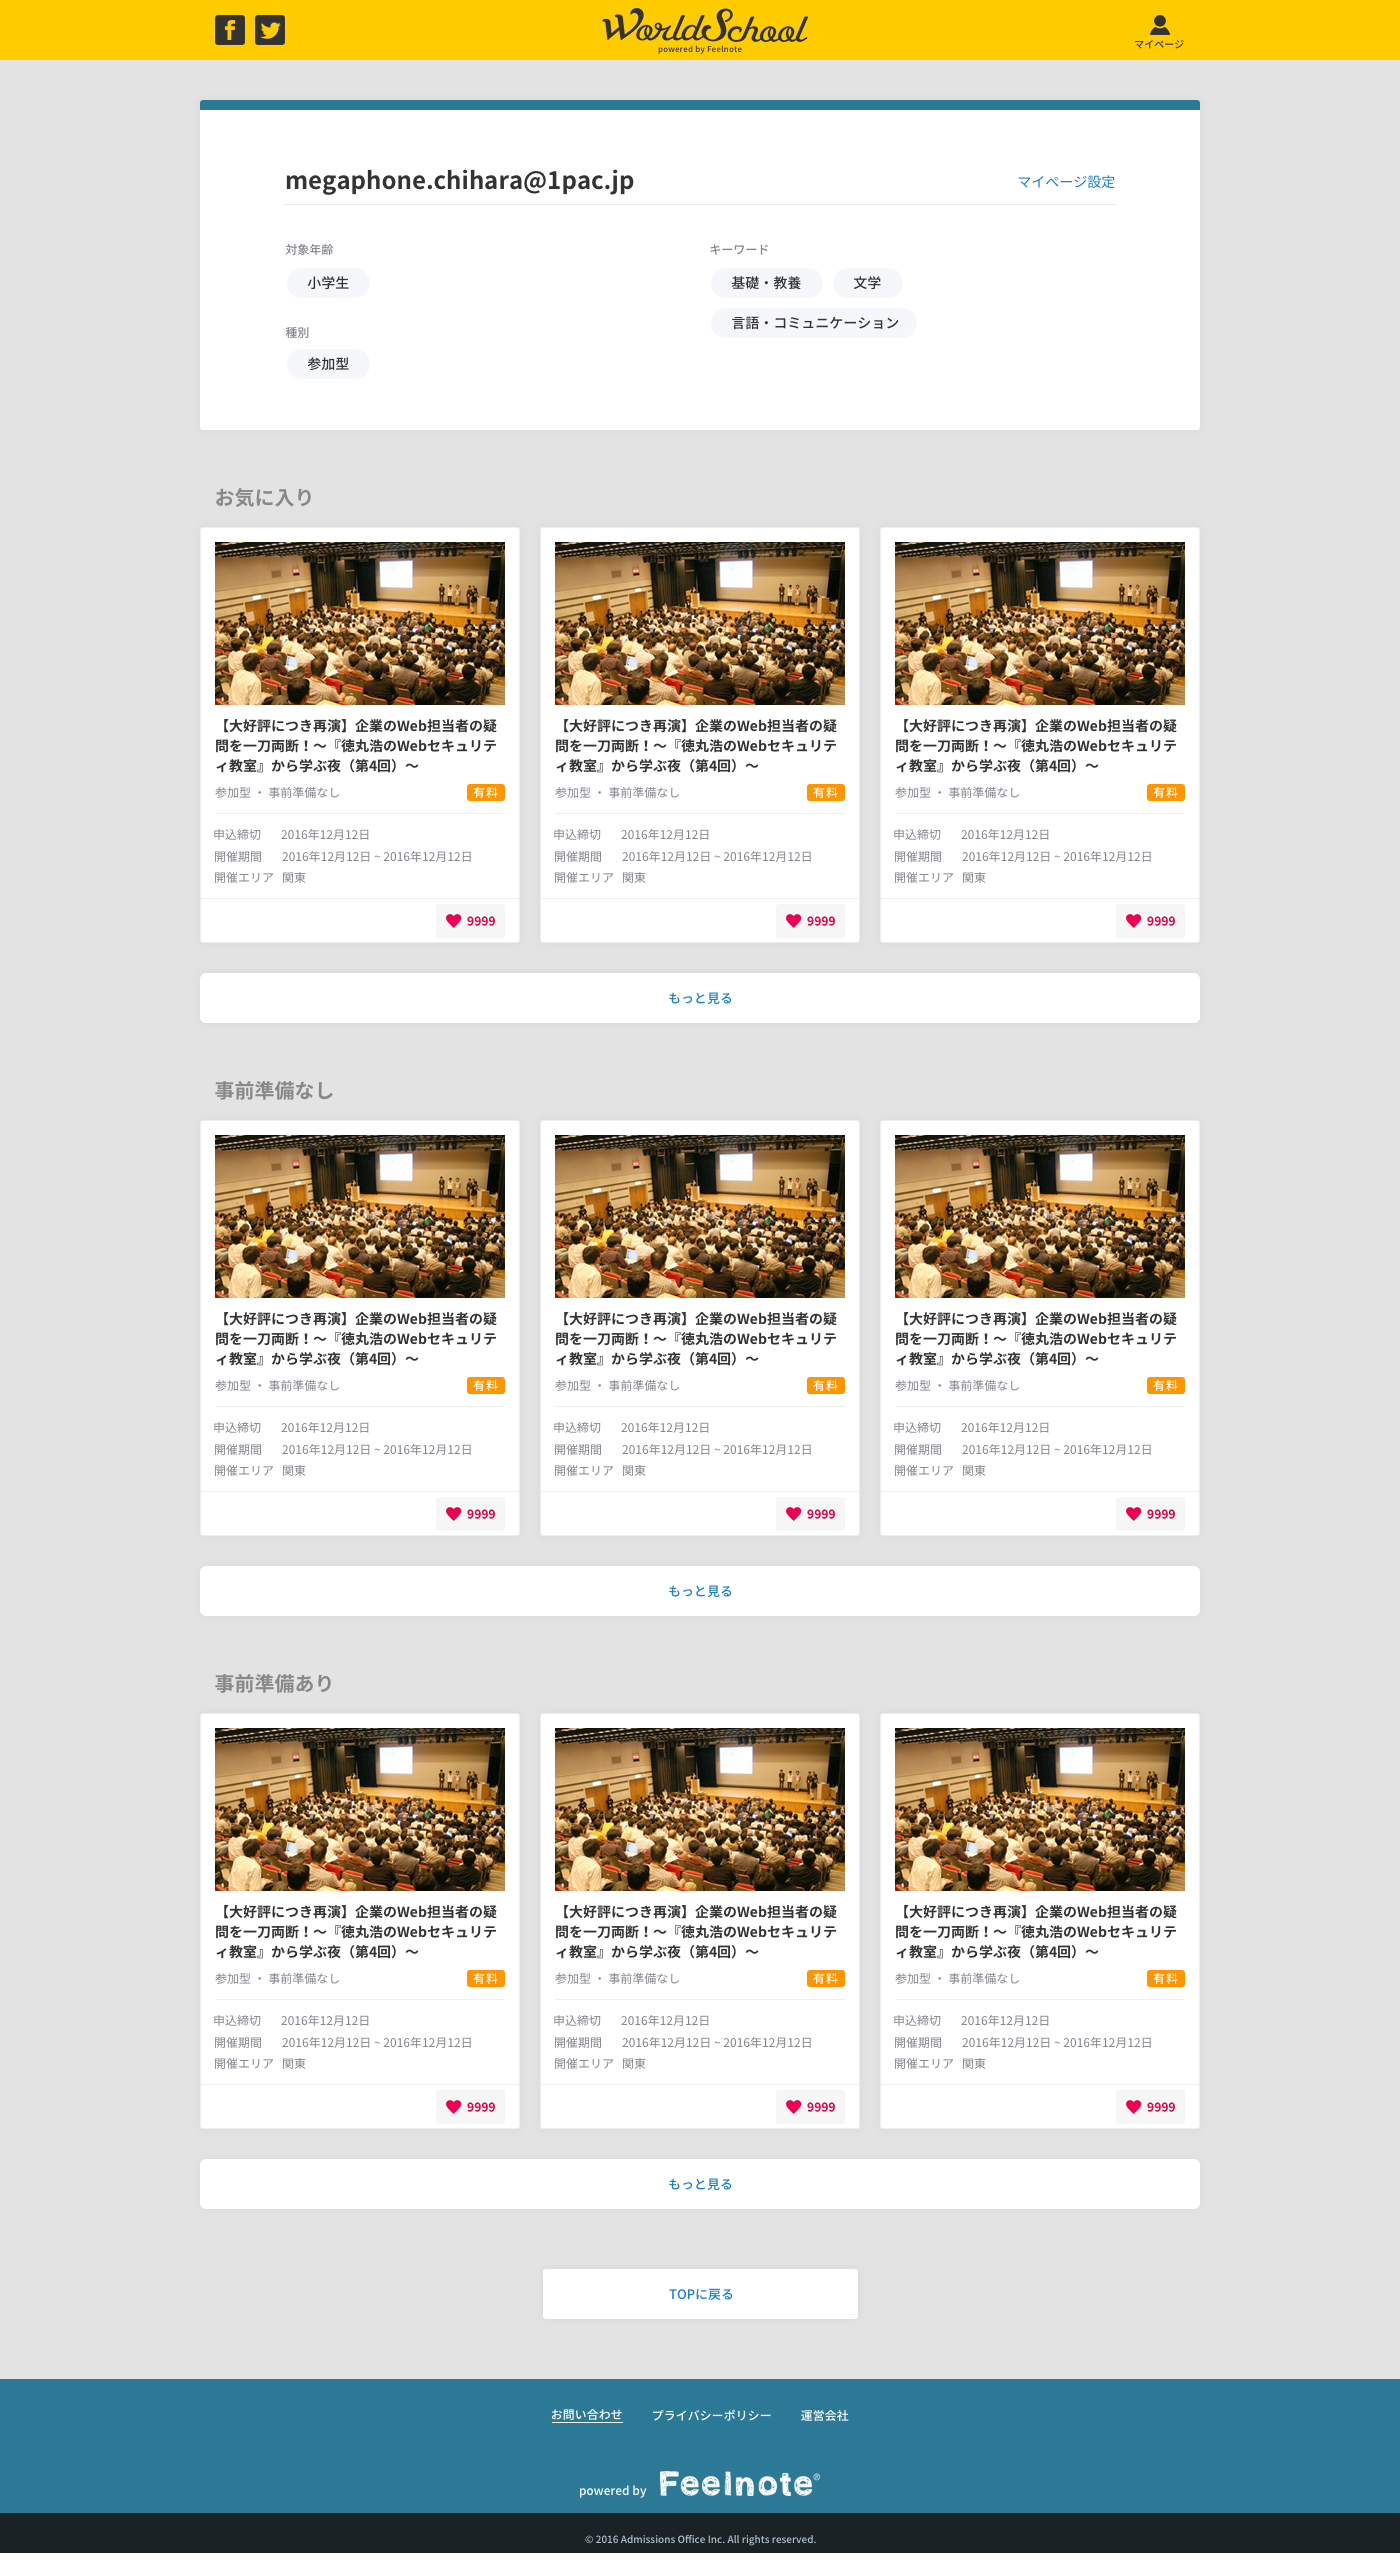 WorldSchool
powered by Feelnote
マイページ
megaphone.chihara@1pac.jp
マイページ設定
対象年齢
小学生
種別
参加型
キーワード
基礎・教養
文学
言語・コミュニケーション
お気に入り
【大好評につき再演】企業のWeb担当者の疑
問を一刀両断！～『徳丸浩のWebセキュリテ
ィ教室』から学ぶ夜（第4回）～
参加型 ・ 事前準備なし
有料
申込締切 2016年12月12日
開催期間 2016年12月12日 ~ 2016年12月12日
開催エリア 関東
9999
【大好評につき再演】企業のWeb担当者の疑
問を一刀両断！～『徳丸浩のWebセキュリテ
ィ教室』から学ぶ夜（第4回）～
参加型 ・ 事前準備なし
有料
申込締切 2016年12月12日
開催期間 2016年12月12日 ~ 2016年12月12日
開催エリア 関東
9999
【大好評につき再演】企業のWeb担当者の疑
問を一刀両断！～『徳丸浩のWebセキュリテ
ィ教室』から学ぶ夜（第4回）～
参加型 ・ 事前準備なし
有料
申込締切 2016年12月12日
開催期間 2016年12月12日 ~ 2016年12月12日
開催エリア 関東
9999
もっと見る
事前準備なし
【大好評につき再演】企業のWeb担当者の疑
問を一刀両断！～『徳丸浩のWebセキュリテ
ィ教室』から学ぶ夜（第4回）～
参加型 ・ 事前準備なし
有料
申込締切 2016年12月12日
開催期間 2016年12月12日 ~ 2016年12月12日
開催エリア 関東
9999
【大好評につき再演】企業のWeb担当者の疑
問を一刀両断！～『徳丸浩のWebセキュリテ
ィ教室』から学ぶ夜（第4回）～
参加型 ・ 事前準備なし
有料
申込締切 2016年12月12日
開催期間 2016年12月12日 ~ 2016年12月12日
開催エリア 関東
9999
【大好評につき再演】企業のWeb担当者の疑
問を一刀両断！～『徳丸浩のWebセキュリテ
ィ教室』から学ぶ夜（第4回）～
参加型 ・ 事前準備なし
有料
申込締切 2016年12月12日
開催期間 2016年12月12日 ~ 2016年12月12日
開催エリア 関東
9999
もっと見る
事前準備あり
【大好評につき再演】企業のWeb担当者の疑
問を一刀両断！～『徳丸浩のWebセキュリテ
ィ教室』から学ぶ夜（第4回）～
参加型 ・ 事前準備なし
有料
申込締切 2016年12月12日
開催期間 2016年12月12日 ~ 2016年12月12日
開催エリア 関東
9999
【大好評につき再演】企業のWeb担当者の疑
問を一刀両断！～『徳丸浩のWebセキュリテ
ィ教室』から学ぶ夜（第4回）～
参加型 ・ 事前準備なし
有料
申込締切 2016年12月12日
開催期間 2016年12月12日 ~ 2016年12月12日
開催エリア 関東
9999
【大好評につき再演】企業のWeb担当者の疑
問を一刀両断！～『徳丸浩のWebセキュリテ
ィ教室』から学ぶ夜（第4回）～
参加型 ・ 事前準備なし
有料
申込締切 2016年12月12日
開催期間 2016年12月12日 ~ 2016年12月12日
開催エリア 関東
9999
もっと見る
TOPに戻る
お問い合わせ プライバシーポリシー 運営会社
powered by Feelnote®
© 2016 Admissions Office Inc. All rights reserved.